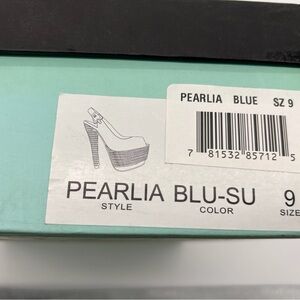 PEARLIA BLUE SZ 9
7 81532 85712 5
PEARLIA BLU-SU 9
STYLE COLOR SIZE